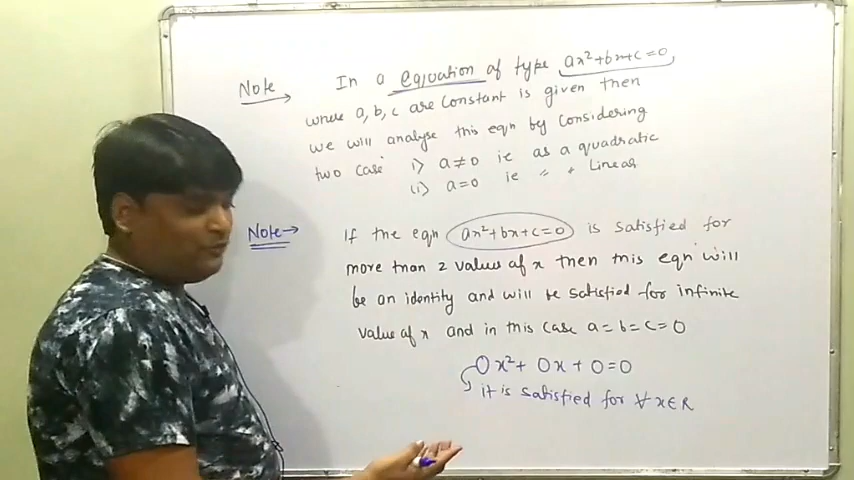 Note → In a equation of type ax²+bx+c=0
where a, b, c are constant is given then
we will analyse this eqn by considering
two case i) a≠0 ie as a quadratic
(ii) a=0 ie " " Linear
Note → If the eqn ax²+bx+c=0 is satisfied for
more than 2 values of x then this eqn will
be an identity and will be satisfied for infinite
value of x and in this case a=b=c=0
0x²+0x+0=0
it is satisfied for ∀ x∈R